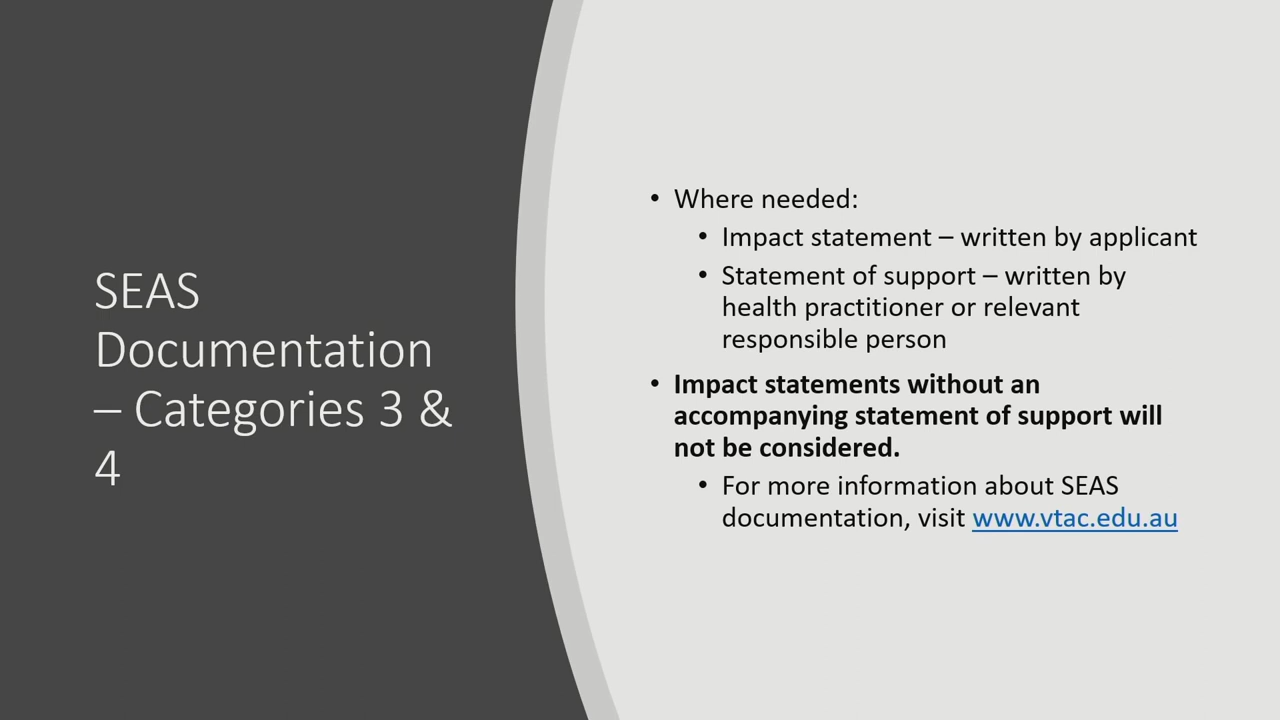 SEAS
Documentation
– Categories 3 &
4
• Where needed:
• Impact statement – written by applicant
• Statement of support – written by
health practitioner or relevant
responsible person
• Impact statements without an
accompanying statement of support will
not be considered.
• For more information about SEAS
documentation, visit www.vtac.edu.au